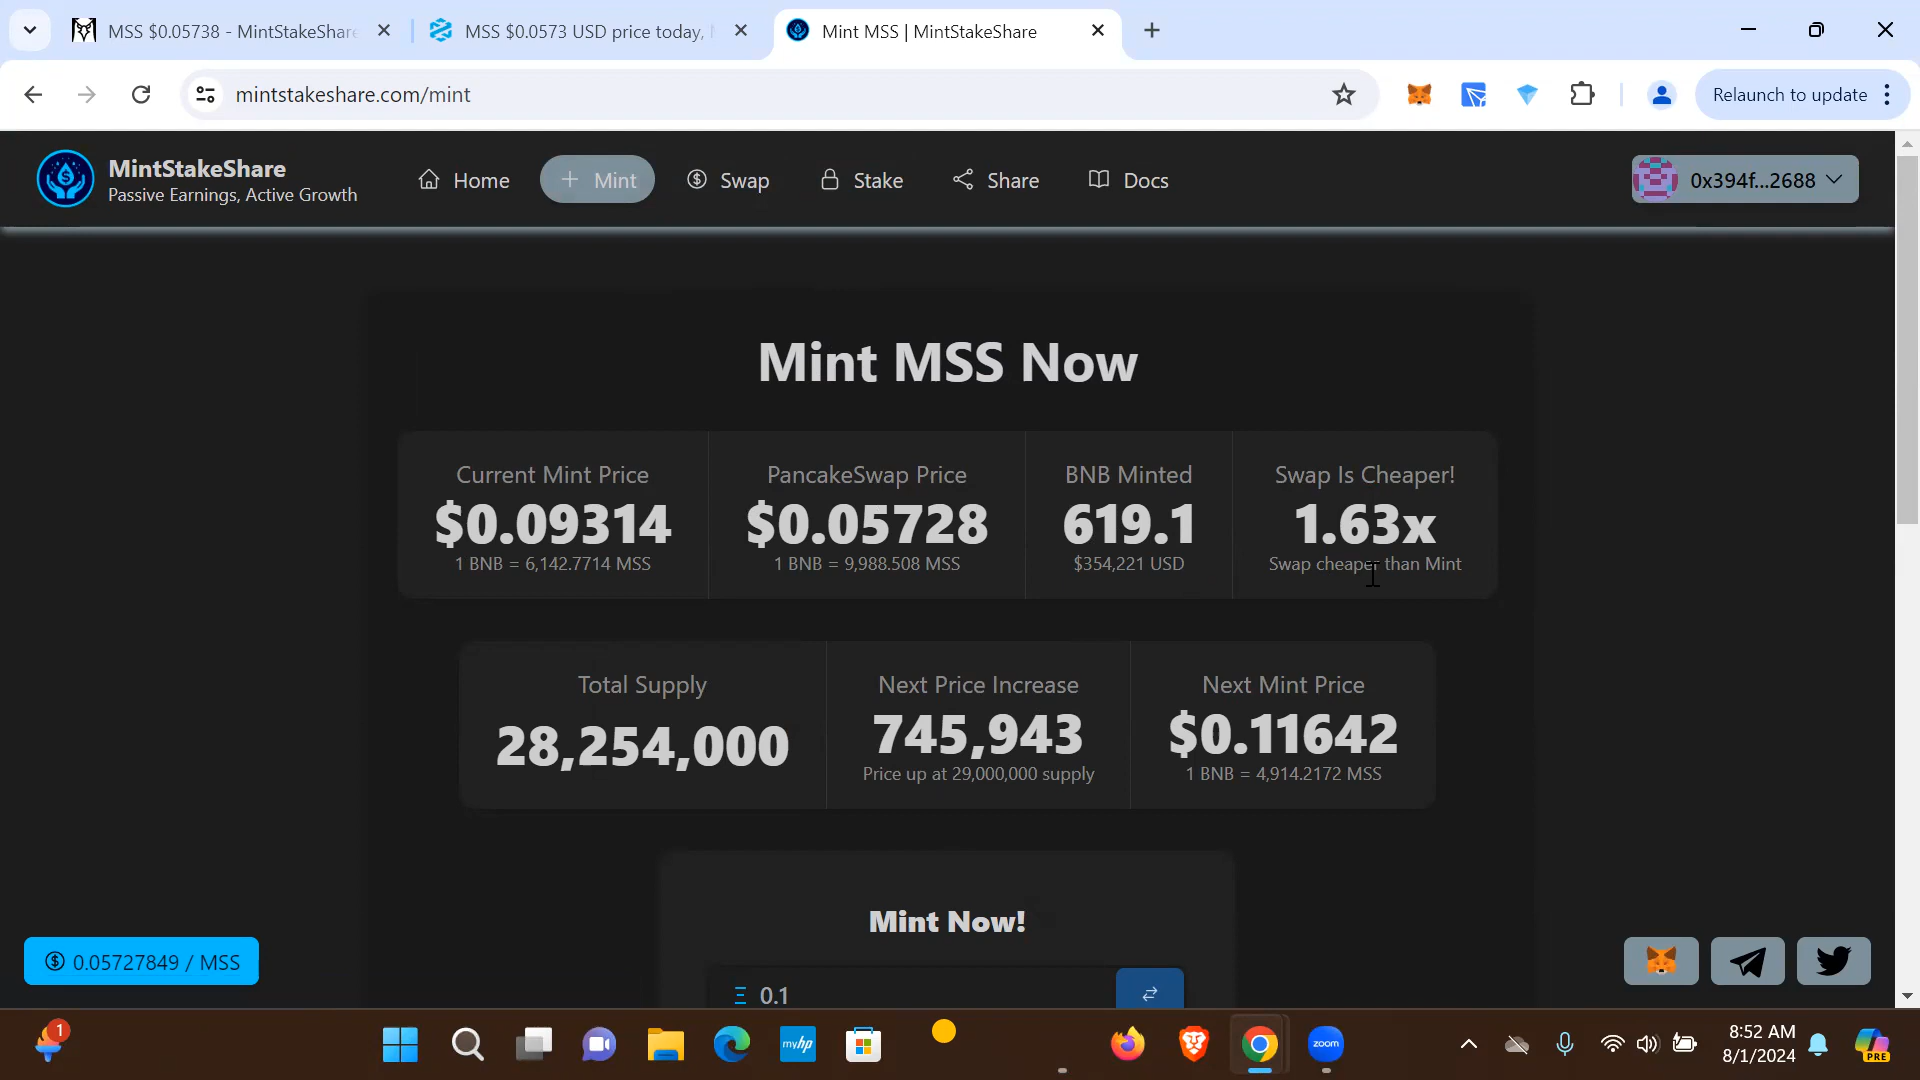 MSS $0.05738 - MintStakeShare
MSS $0.0573 USD price today,
Mint MSS | MintStakeShare
mintstakeshare.com/mint
Relaunch to update
MintStakeShare
Passive Earnings, Active Growth
Home
Mint
Swap
Stake
Share
Docs
0x394f...2688
Mint MSS Now
Current Mint Price
$0.09314
1 BNB = 6,142.7714 MSS
PancakeSwap Price
$0.05728
1 BNB = 9,988.508 MSS
BNB Minted
619.1
$354,221 USD
Swap Is Cheaper!
1.63x
Swap cheaper than Mint
Total Supply
28,254,000
Next Price Increase
745,943
Price up at 29,000,000 supply
Next Mint Price
$0.11642
1 BNB = 4,914.2172 MSS
Mint Now!
Ξ 0.1
0.05727849 / MSS
1
myhp
zoom
8:52 AM
8/1/2024
PRE